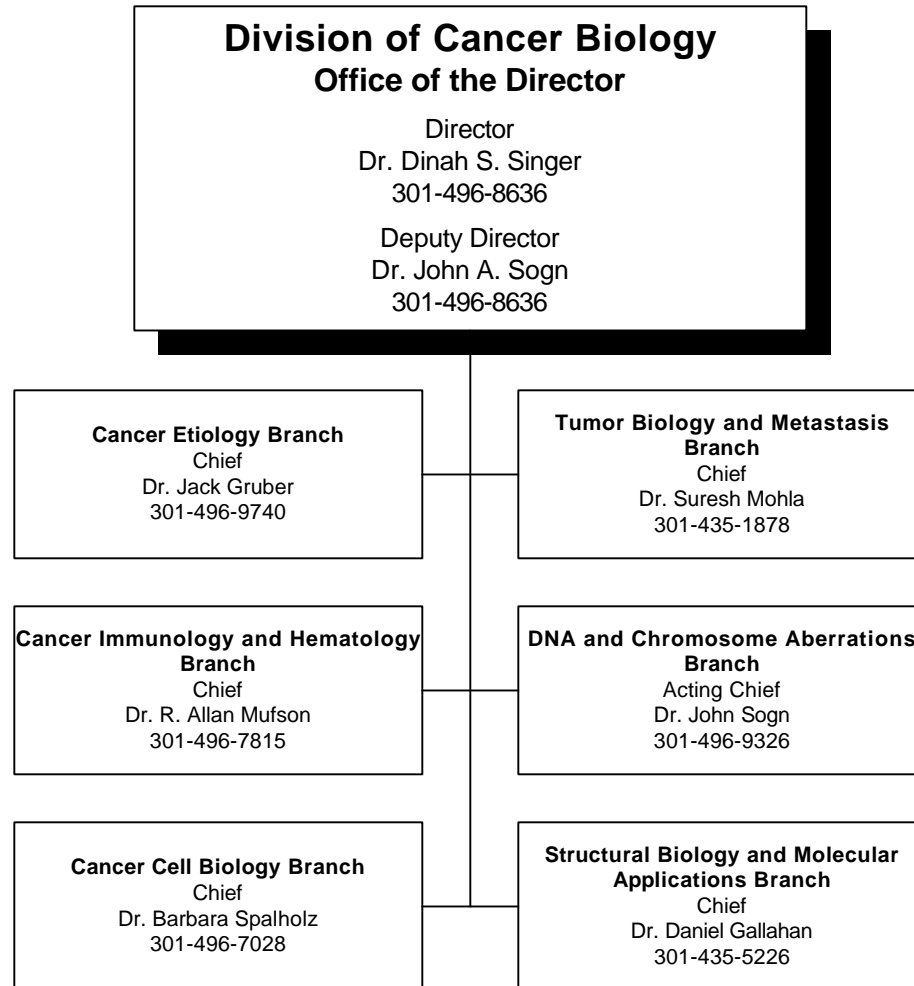 Division of Cancer Biology
Office of the Director
Director
Dr. Dinah S. Singer
301-496-8636
Deputy Director
Dr. John A. Sogn
301-496-8636
Cancer Etiology Branch
Chief
Dr. Jack Gruber
301-496-9740
Tumor Biology and Metastasis
Branch
Chief
Dr. Suresh Mohla
301-435-1878
Cancer Immunology and Hematology
Branch
Chief
Dr. R. Allan Mufson
301-496-7815
DNA and Chromosome Aberrations
Branch
Acting Chief
Dr. John Sogn
301-496-9326
Cancer Cell Biology Branch
Chief
Dr. Barbara Spalholz
301-496-7028
Structural Biology and Molecular
Applications Branch
Chief
Dr. Daniel Gallahan
301-435-5226